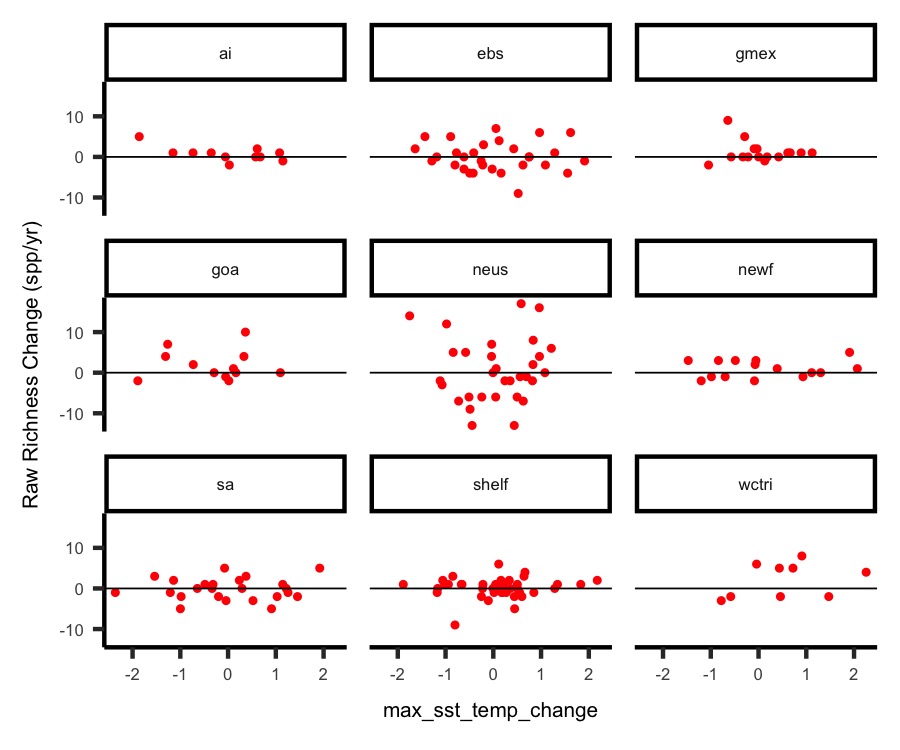 ai ebs gmex
10
0
-10
goa neus newf
10
0
-10
Raw Richness Change (spp/yr)
sa shelf wctri
10
0
-10
-2 -1 0 1 2 -2 -1 0 1 2 -2 -1 0 1 2
max_sst_temp_change